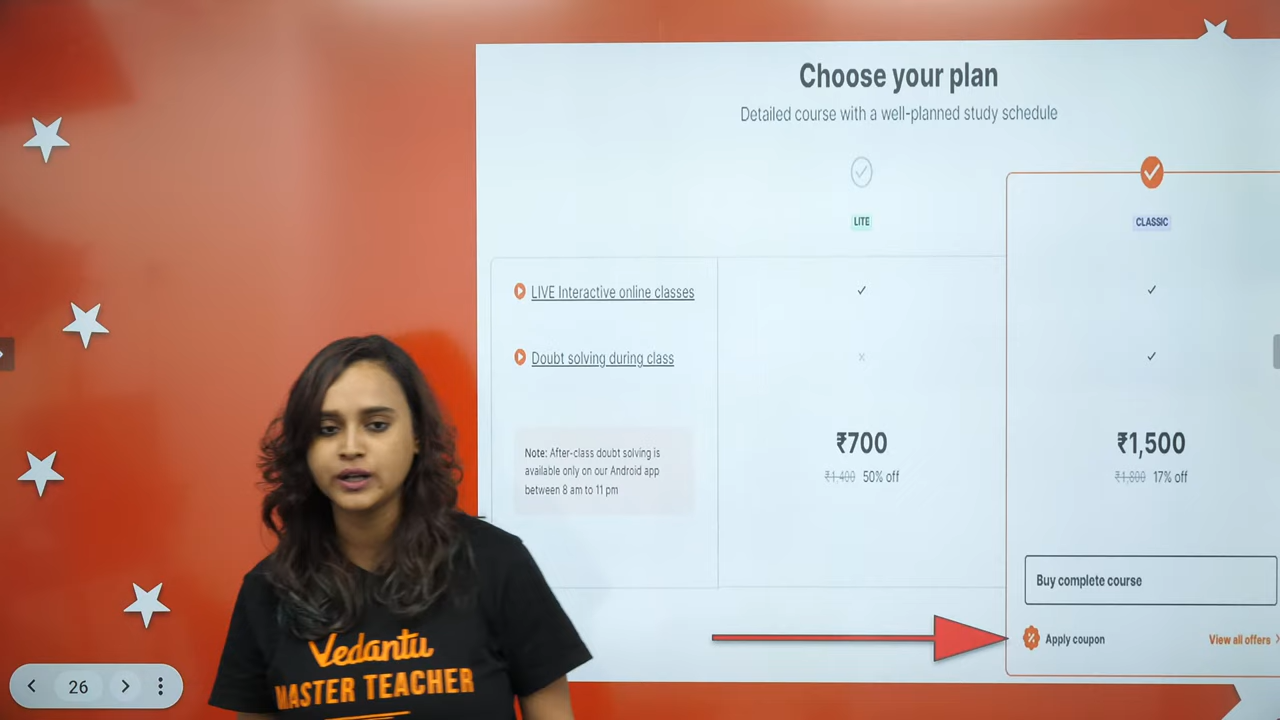 Choose your plan
Detailed course with a well-planned study schedule
LITE
CLASSIC
LIVE Interactive online classes
Doubt solving during class
Note: After-class doubt solving is
available only on our Android app
between 8 am to 11 pm
₹700
₹1,400 50% off
₹1,500
₹1,800 17% off
Buy complete course
Apply coupon
View all offers
Vedantu
MASTER TEACHER
26